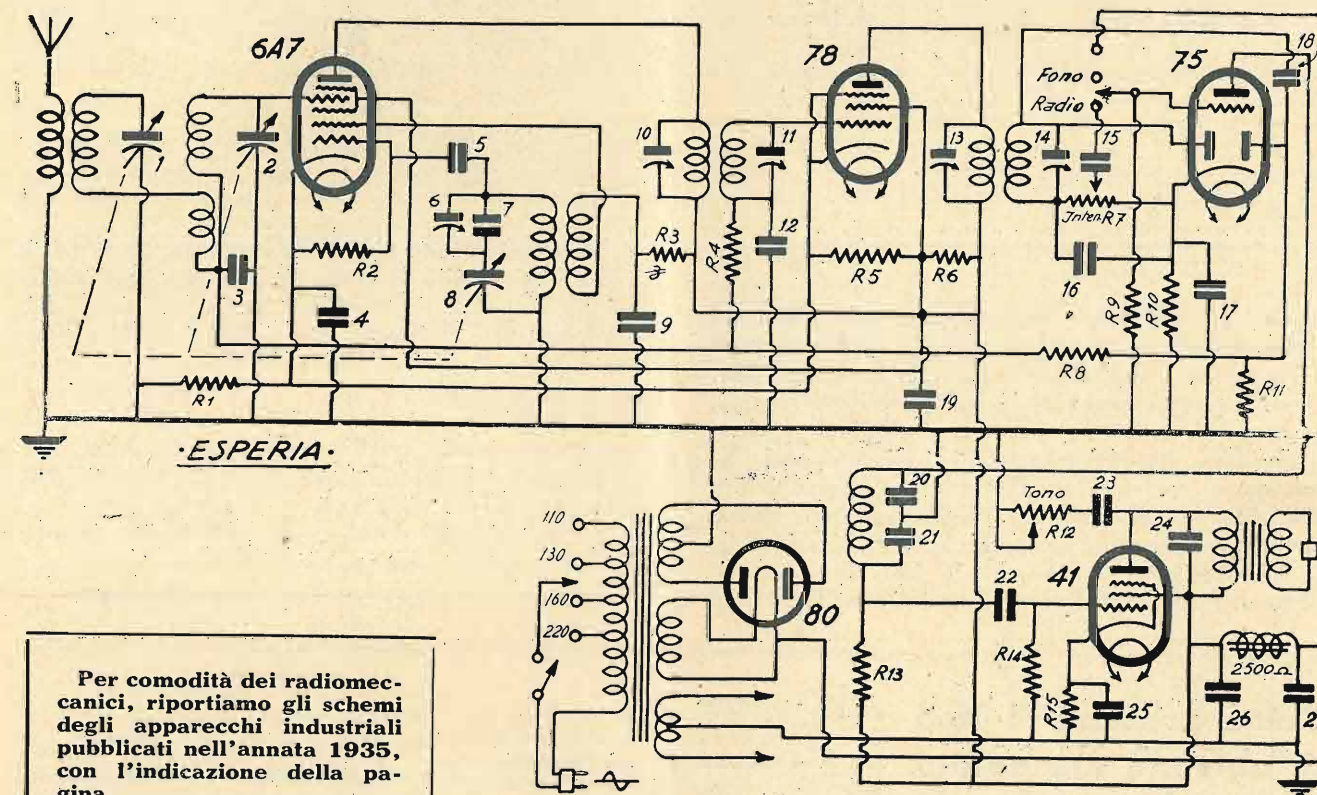 6A7
78
75
18
Fono
Radio
1
2
5
10
11
13
14
15
6
7
Inten.R7
3
R2
8
R3
R4
12
R5
R6
16
R9
R10
17
4
9
R8
R1
19
R11
·ESPERIA·
110
130
160
220
80
20
21
Tono
R12
23
24
22
41
R13
R14
R15
25
2500Ω
26
Per comodità dei radiomec-
canici, riportiamo gli schemi
degli apparecchi industriali
pubblicati nell'annata 1935,
con l'indicazione della pa-
gina